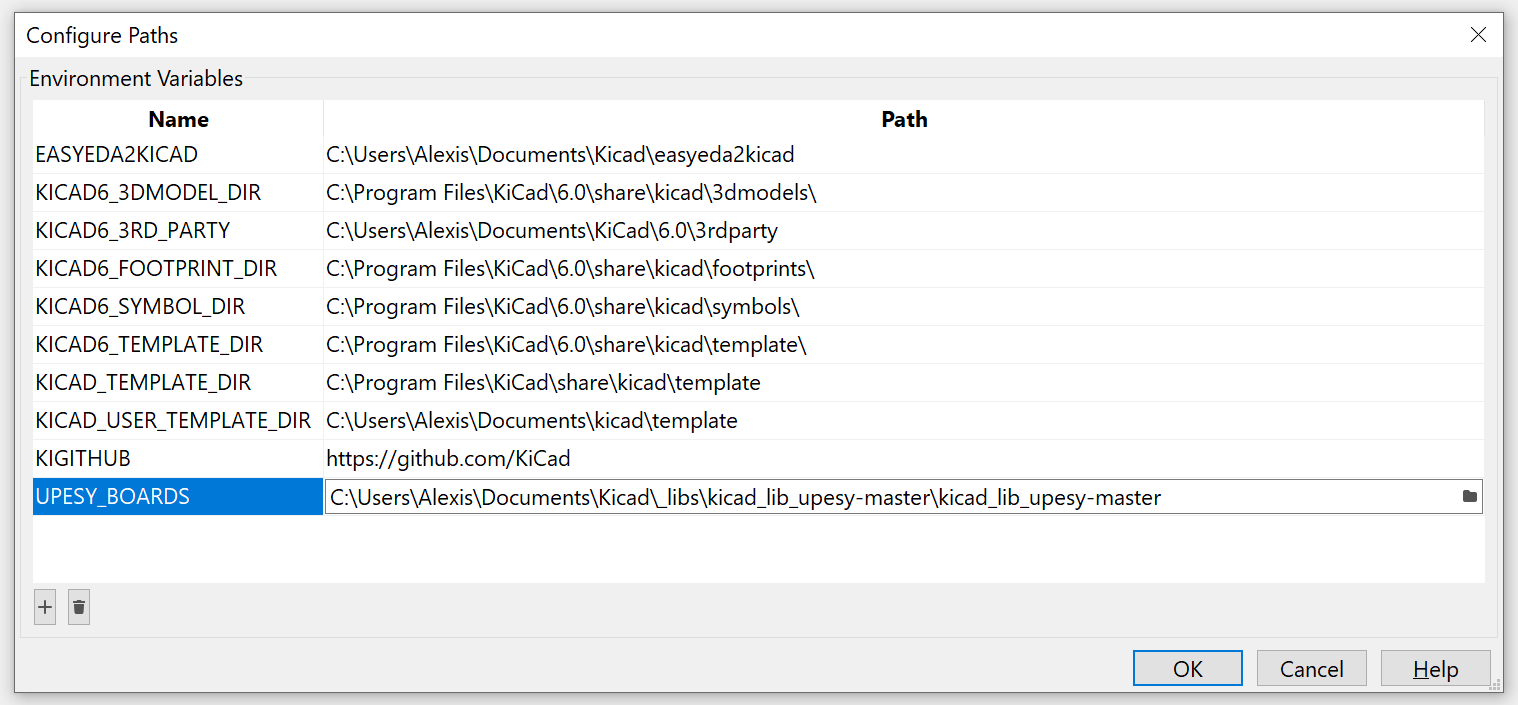 Configure Paths
Environment Variables
Name Path
EASYEDA2KICAD C:\Users\Alexis\Documents\Kicad\easyeda2kicad
KICAD6_3DMODEL_DIR C:\Program Files\KiCad\6.0\share\kicad\3dmodels\
KICAD6_3RD_PARTY C:\Users\Alexis\Documents\KiCad\6.0\3rdparty
KICAD6_FOOTPRINT_DIR C:\Program Files\KiCad\6.0\share\kicad\footprints\
KICAD6_SYMBOL_DIR C:\Program Files\KiCad\6.0\share\kicad\symbols\
KICAD6_TEMPLATE_DIR C:\Program Files\KiCad\6.0\share\kicad\template\
KICAD_TEMPLATE_DIR C:\Program Files\KiCad\share\kicad\template
KICAD_USER_TEMPLATE_DIR C:\Users\Alexis\Documents\kicad\template
KIGITHUB https://github.com/KiCad
UPESY_BOARDS C:\Users\Alexis\Documents\Kicad\_libs\kicad_lib_upesy-master\kicad_lib_upesy-master
OK Cancel Help